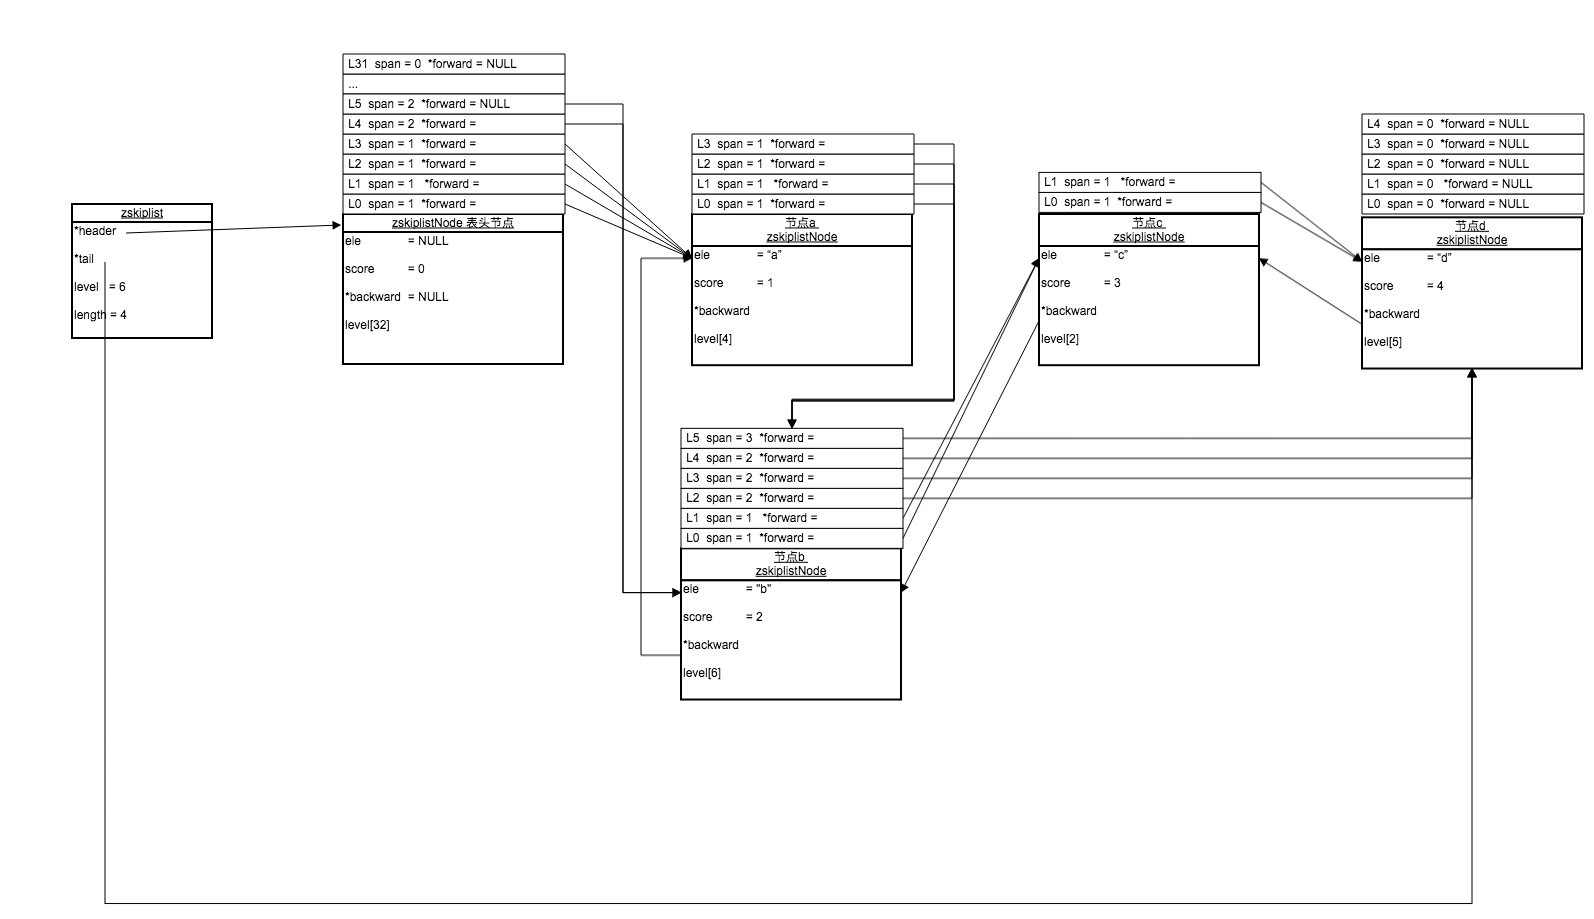 zskiplist
*header
*tail
level = 6
length = 4
L31 span = 0 *forward = NULL
...
L5 span = 2 *forward = NULL
L4 span = 2 *forward =
L3 span = 1 *forward =
L2 span = 1 *forward =
L1 span = 1 *forward =
L0 span = 1 *forward =
zskiplistNode 表头节点
ele = NULL
score = 0
*backward = NULL
level[32]
L3 span = 1 *forward =
L2 span = 1 *forward =
L1 span = 1 *forward =
L0 span = 1 *forward =
节点a
zskiplistNode
ele = “a”
score = 1
*backward
level[4]
L1 span = 1 *forward =
L0 span = 1 *forward =
节点c
zskiplistNode
ele = “c”
score = 3
*backward
level[2]
L4 span = 0 *forward = NULL
L3 span = 0 *forward = NULL
L2 span = 0 *forward = NULL
L1 span = 0 *forward = NULL
L0 span = 0 *forward = NULL
节点d
zskiplistNode
ele = “d”
score = 4
*backward
level[5]
L5 span = 3 *forward =
L4 span = 2 *forward =
L3 span = 2 *forward =
L2 span = 2 *forward =
L1 span = 1 *forward =
L0 span = 1 *forward =
节点b
zskiplistNode
ele = "b"
score = 2
*backward
level[6]